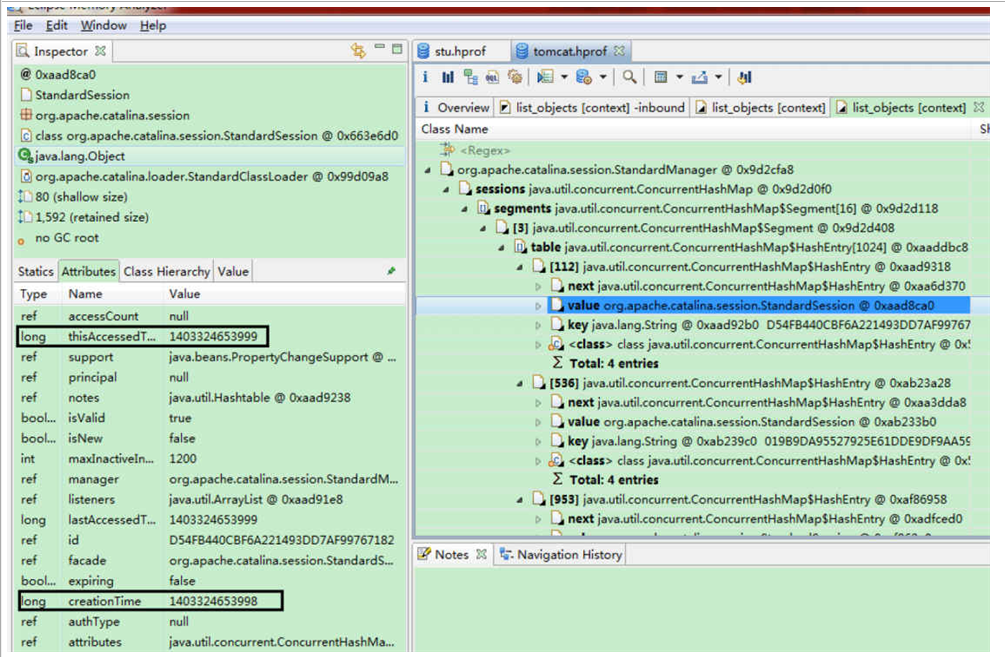 Eclipse Memory Analyzer
File Edit Window Help
Inspector
@ 0xaad8ca0
StandardSession
org.apache.catalina.session
class org.apache.catalina.session.StandardSession @ 0x663e6d0
java.lang.Object
org.apache.catalina.loader.StandardClassLoader @ 0x99d09a8
80 (shallow size)
1,592 (retained size)
no GC root
Statics Attributes Class Hierarchy Value
Type Name Value
ref accessCount null
long thisAccessedT... 1403324653999
ref support java.beans.PropertyChangeSupport @ ...
ref principal null
ref notes java.util.Hashtable @ 0xaad9238
bool... isValid true
bool... isNew false
int maxInactiveIn... 1200
ref manager org.apache.catalina.session.StandardM...
ref listeners java.util.ArrayList @ 0xaad91e8
long lastAccessedT... 1403324653999
ref id D54FB440CBF6A221493DD7AF99767182
ref facade org.apache.catalina.session.StandardS...
bool... expiring false
long creationTime 1403324653998
ref authType null
ref attributes java.util.concurrent.ConcurrentHashMa...
stu.hprof tomcat.hprof
i Overview list_objects [context] -inbound list_objects [context] list_objects [context]
Class Name
<Regex>
org.apache.catalina.session.StandardManager @ 0x9d2cfa8
sessions java.util.concurrent.ConcurrentHashMap @ 0x9d2d0f0
segments java.util.concurrent.ConcurrentHashMap$Segment[16] @ 0x9d2d118
[3] java.util.concurrent.ConcurrentHashMap$Segment @ 0x9d2d408
table java.util.concurrent.ConcurrentHashMap$HashEntry[1024] @ 0xaaddbc8
[112] java.util.concurrent.ConcurrentHashMap$HashEntry @ 0xaad9318
next java.util.concurrent.ConcurrentHashMap$HashEntry @ 0xaa6d370
value org.apache.catalina.session.StandardSession @ 0xaad8ca0
key java.lang.String @ 0xaad92b0 D54FB440CBF6A221493DD7AF99767
<class> class java.util.concurrent.ConcurrentHashMap$HashEntry @ 0x5
Σ Total: 4 entries
[536] java.util.concurrent.ConcurrentHashMap$HashEntry @ 0xab23a28
next java.util.concurrent.ConcurrentHashMap$HashEntry @ 0xaa3dda8
value org.apache.catalina.session.StandardSession @ 0xab233b0
key java.lang.String @ 0xab239c0 019B9DA95527925E61DDE9DF9AA59
<class> class java.util.concurrent.ConcurrentHashMap$HashEntry @ 0x5
Σ Total: 4 entries
[953] java.util.concurrent.ConcurrentHashMap$HashEntry @ 0xaf86958
next java.util.concurrent.ConcurrentHashMap$HashEntry @ 0xadfced0
Notes Navigation History